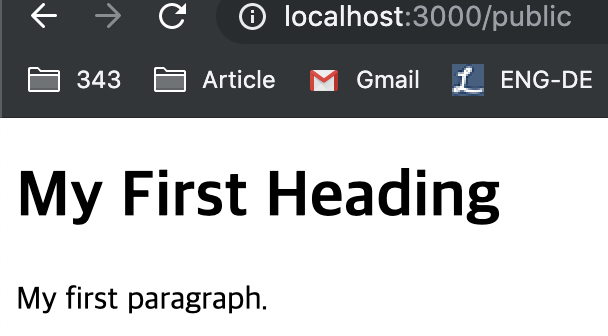 localhost:3000/public
343 Article Gmail ENG-DE
My First Heading
My first paragraph.